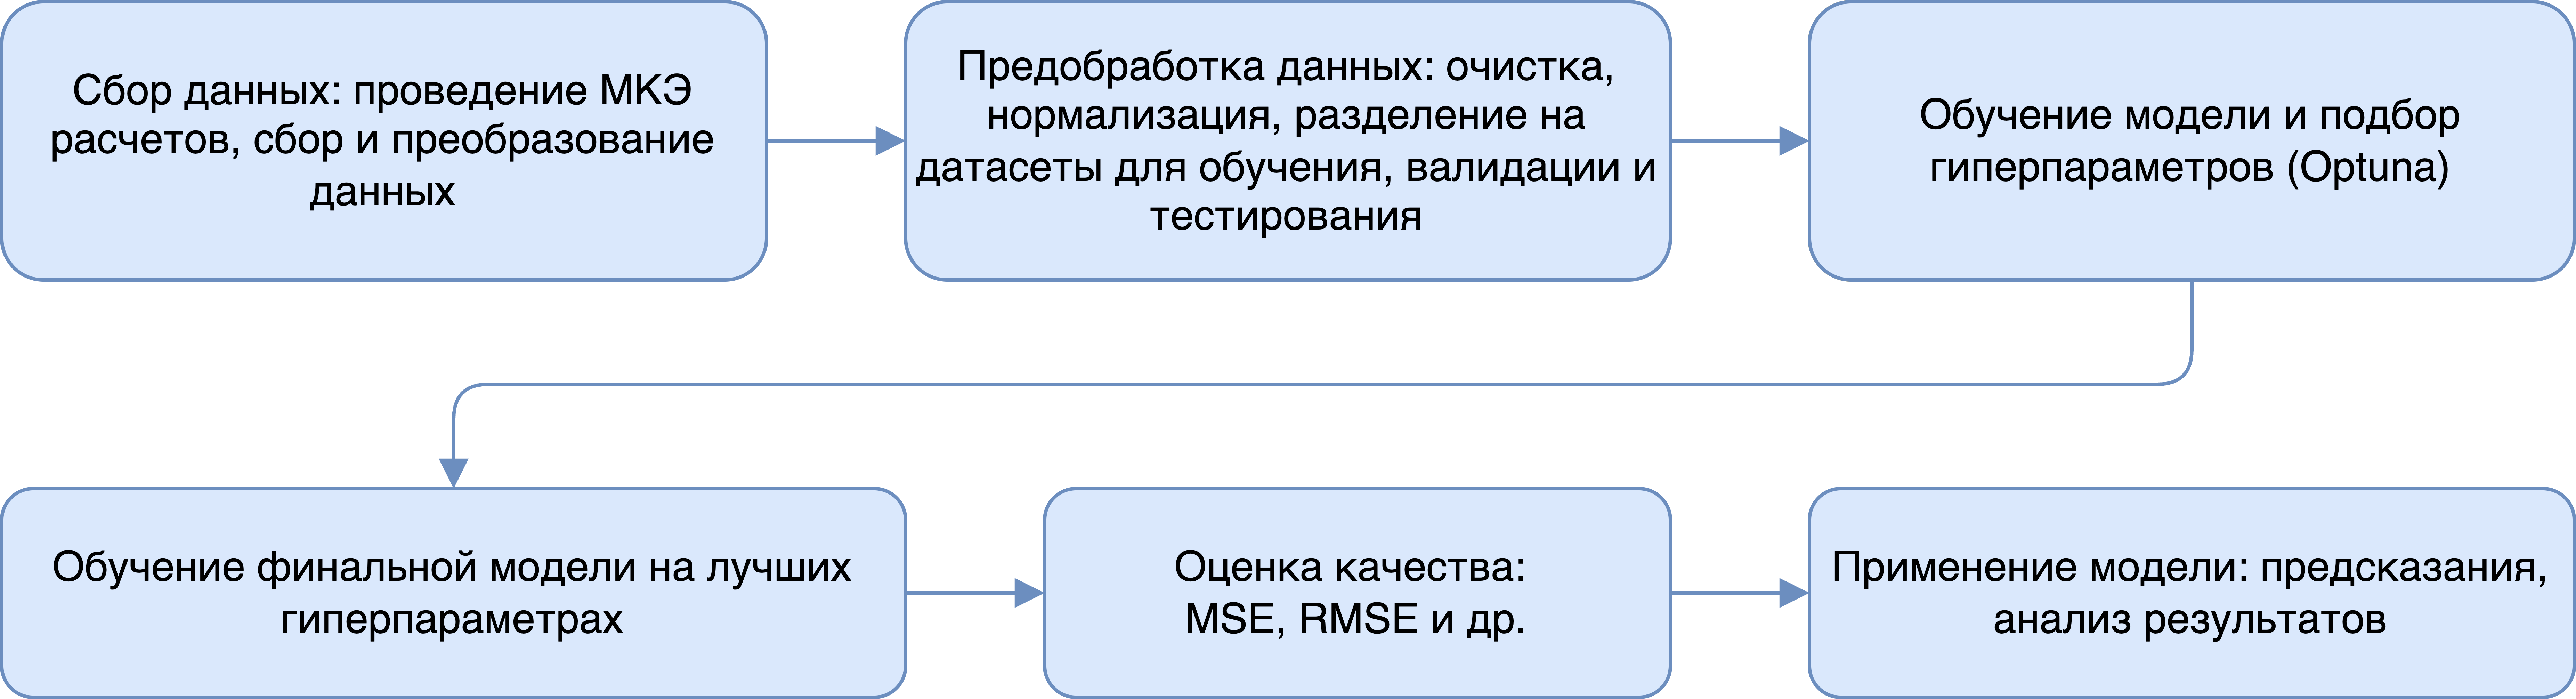 Сбор данных: проведение МКЭ
расчетов, сбор и преобразование
данных
Предобработка данных: очистка,
нормализация, разделение на
датасеты для обучения, валидации и
тестирования
Обучение модели и подбор
гиперпараметров (Optuna)
Обучение финальной модели на лучших
гиперпараметрах
Оценка качества:
MSE, RMSE и др.
Применение модели: предсказания,
анализ результатов